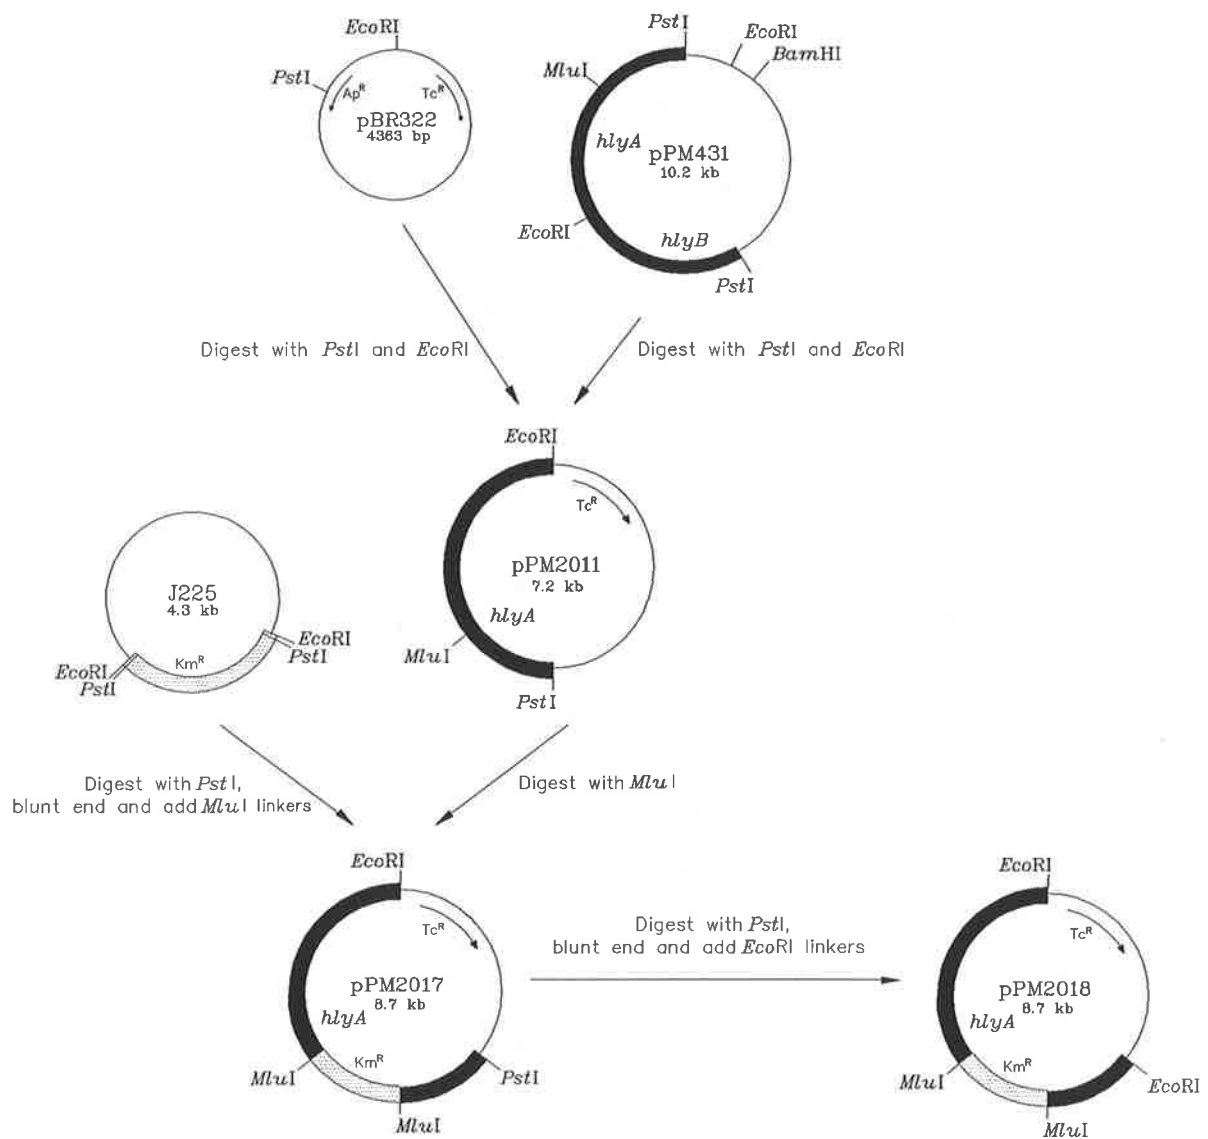 EcoRI
PstI
ApR
TcR
pBR322
4363 bp
PstI
EcoRI
BamHI
MluI
hlyA
pPM431
10.2 kb
EcoRI
hlyB
PstI
Digest with PstI and EcoRI
Digest with PstI and EcoRI
EcoRI
TcR
pPM2011
7.2 kb
hlyA
MluI
PstI
J225
4.3 kb
KmR
EcoRI
PstI
EcoRI
PstI
Digest with PstI,
blunt end and add MluI linkers
Digest with MluI
EcoRI
TcR
pPM2017
8.7 kb
hlyA
KmR
MluI
PstI
MluI
Digest with PstI,
blunt end and add EcoRI linkers
EcoRI
TcR
pPM2018
8.7 kb
hlyA
KmR
MluI
EcoRI
MluI